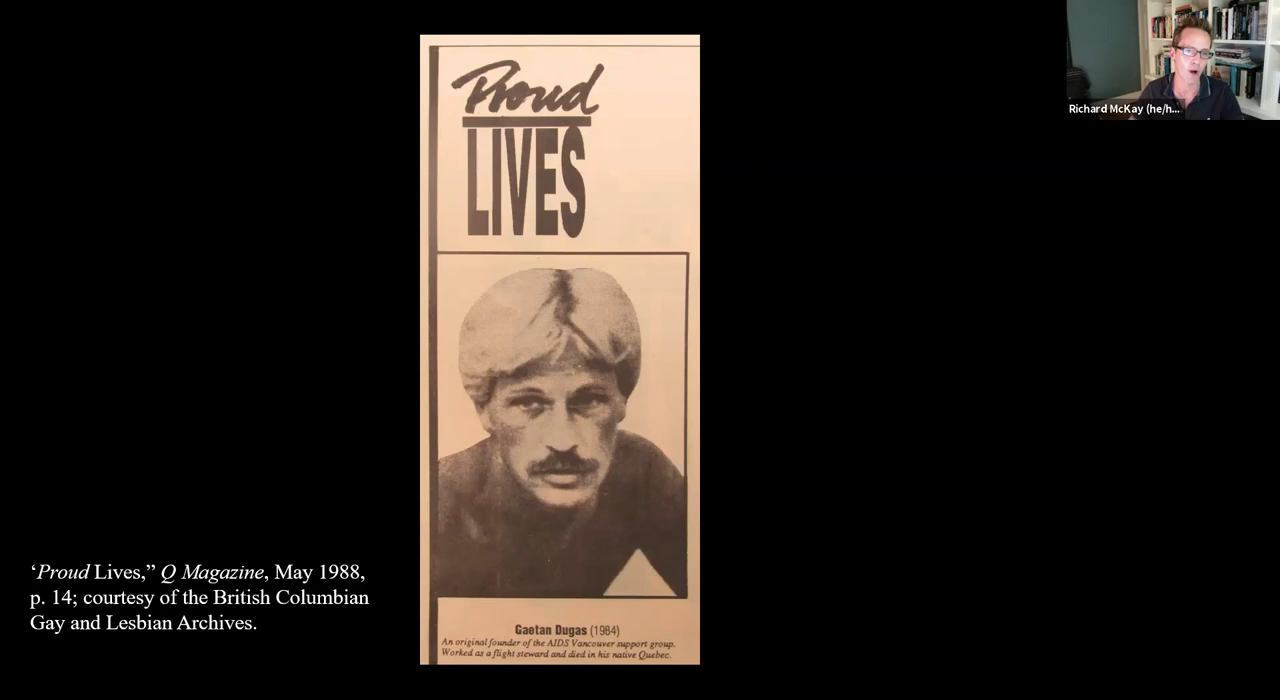 Richard McKay (he/h...
Proud
LIVES
Gaetan Dugas (1984)
An original founder of the AIDS Vancouver support group.
Worked as a flight steward and died in his native Quebec.
‘Proud Lives,” Q Magazine, May 1988,
p. 14; courtesy of the British Columbian
Gay and Lesbian Archives.